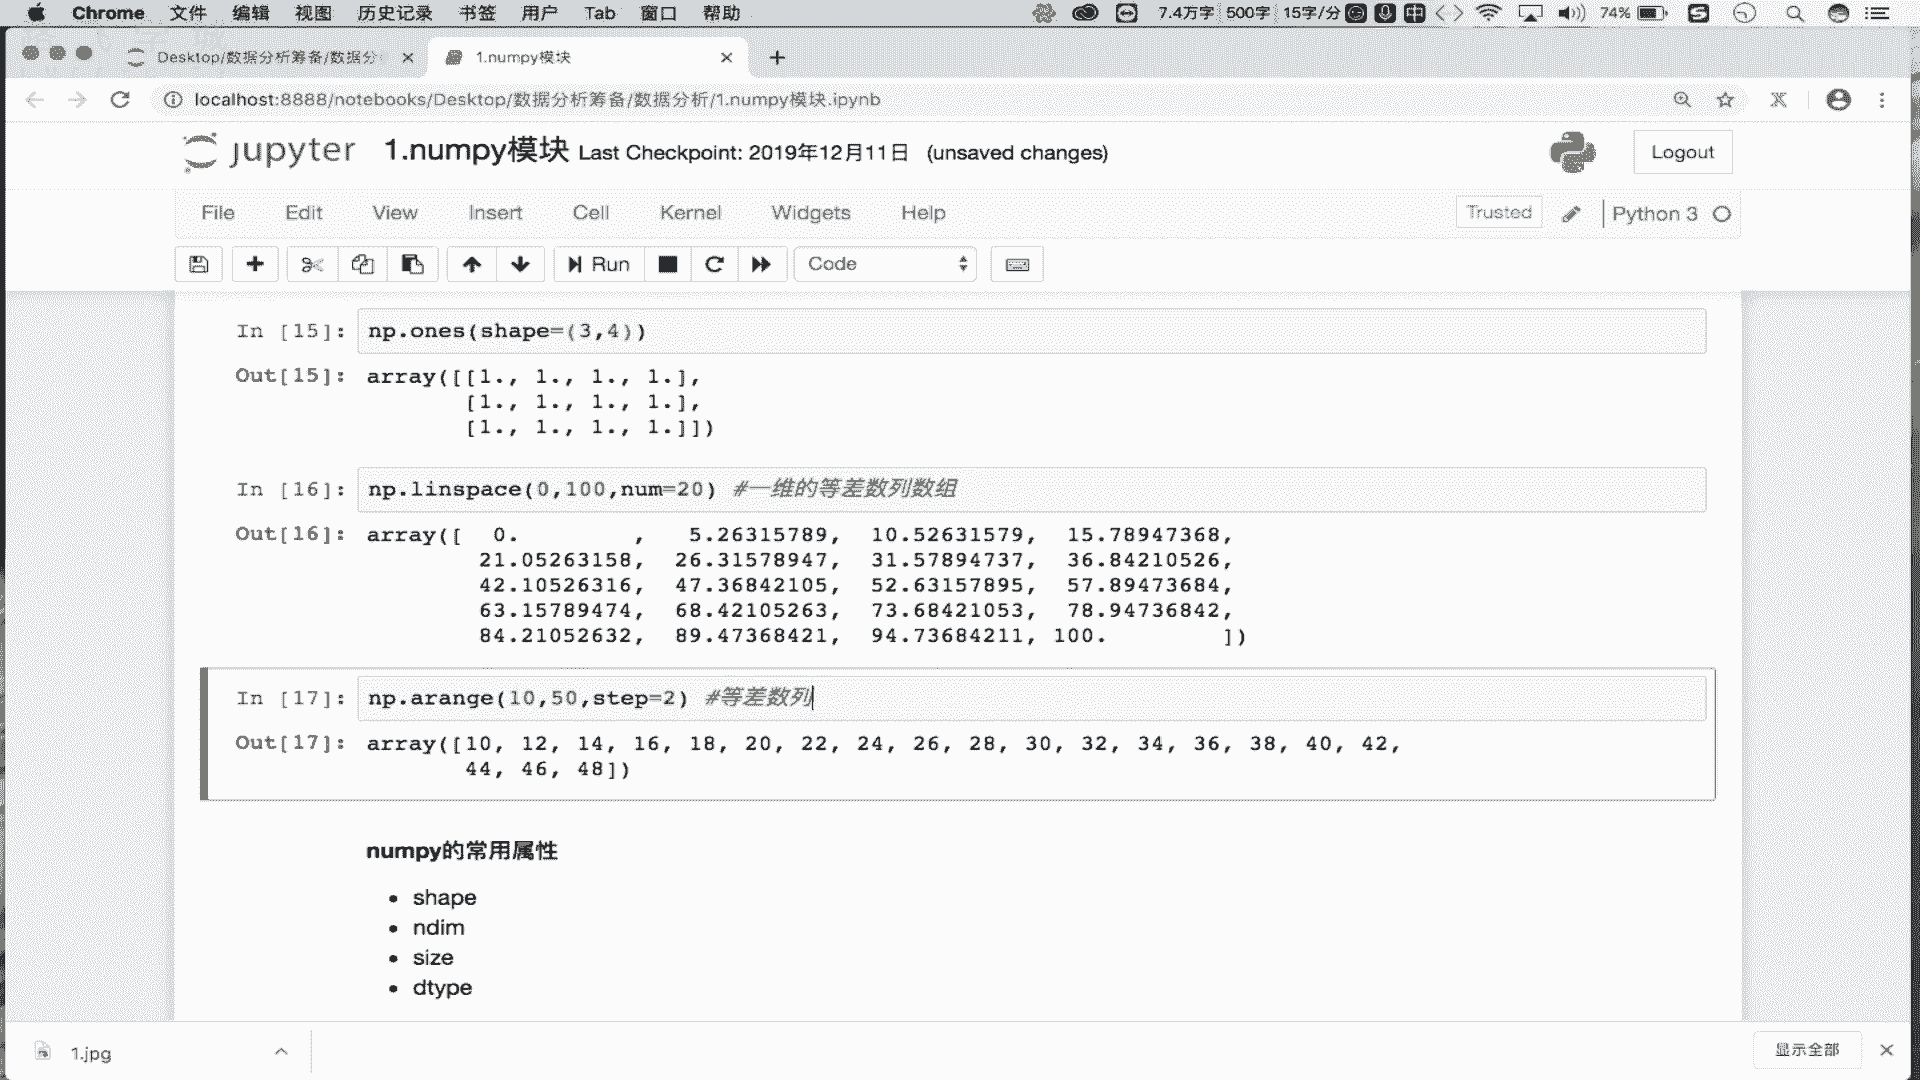 Chrome 文件 编辑 视图 历史记录 书签 用户 Tab 窗口 帮助 7.4万字 500字 15字/分 中 74%
Desktop/数据分析筹备/数据分 1.numpy模块
localhost:8888/notebooks/Desktop/数据分析筹备/数据分析/1.numpy模块.ipynb
jupyter 1.numpy模块 Last Checkpoint: 2019年12月11日 (unsaved changes) Logout
File Edit View Insert Cell Kernel Widgets Help Trusted Python 3
Run Code
In [15]: np.ones(shape=(3,4))
Out[15]: array([[1., 1., 1., 1.],
[1., 1., 1., 1.],
[1., 1., 1., 1.]])
In [16]: np.linspace(0,100,num=20) #一维的等差数列数组
Out[16]: array([ 0. , 5.26315789, 10.52631579, 15.78947368,
21.05263158, 26.31578947, 31.57894737, 36.84210526,
42.10526316, 47.36842105, 52.63157895, 57.89473684,
63.15789474, 68.42105263, 73.68421053, 78.94736842,
84.21052632, 89.47368421, 94.73684211, 100. ])
In [17]: np.arange(10,50,step=2) #等差数列
Out[17]: array([10, 12, 14, 16, 18, 20, 22, 24, 26, 28, 30, 32, 34, 36, 38, 40, 42,
44, 46, 48])
numpy的常用属性
• shape
• ndim
• size
• dtype
1.jpg 显示全部